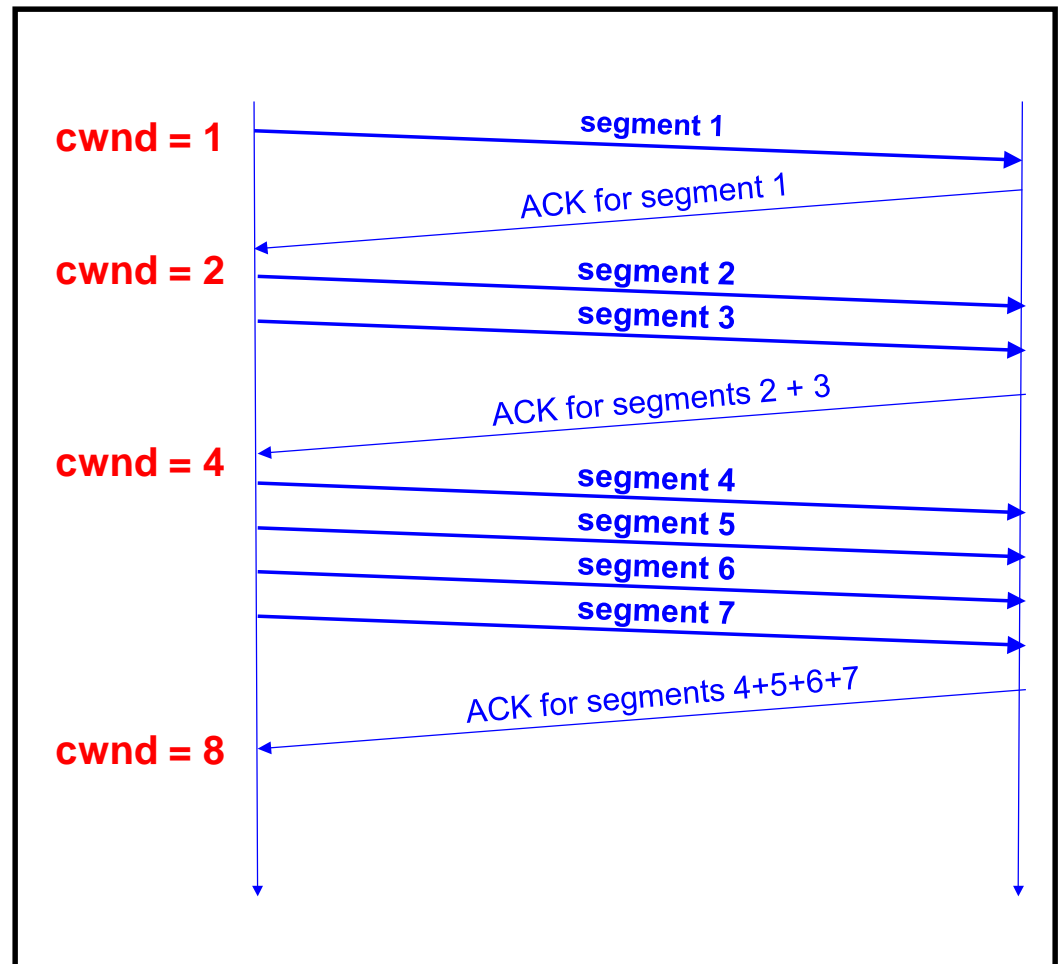 cwnd = 1
segment 1
ACK for segment 1
cwnd = 2
segment 2
segment 3
ACK for segments 2 + 3
cwnd = 4
segment 4
segment 5
segment 6
segment 7
ACK for segments 4+5+6+7
cwnd = 8